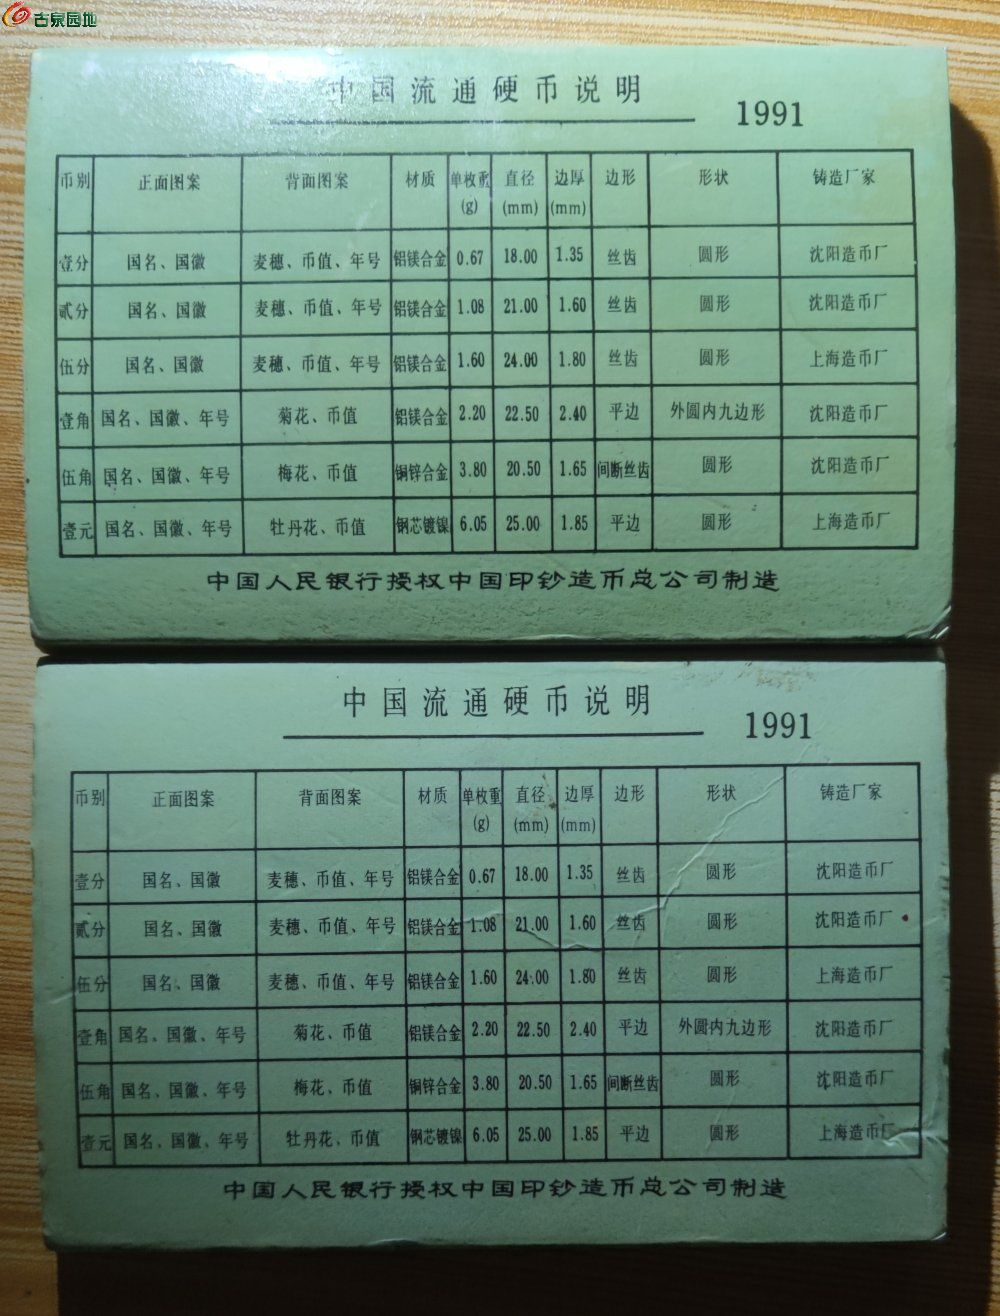 古泉园地
中国流通硬币说明
1991
币别 正面图案 背面图案 材质 单枚重(g) 直径(mm) 边厚(mm) 边形 形状 铸造厂家
壹分 国名、国徽 麦穗、币值、年号 铝镁合金 0.67 18.00 1.35 丝齿 圆形 沈阳造币厂
贰分 国名、国徽 麦穗、币值、年号 铝镁合金 1.08 21.00 1.60 丝齿 圆形 沈阳造币厂
伍分 国名、国徽 麦穗、币值、年号 铝镁合金 1.60 24.00 1.80 丝齿 圆形 上海造币厂
壹角 国名、国徽、年号 菊花、币值 铝镁合金 2.20 22.50 2.40 平边 外圆内九边形 沈阳造币厂
伍角 国名、国徽、年号 梅花、币值 铜锌合金 3.80 20.50 1.65 间断丝齿 圆形 沈阳造币厂
壹元 国名、国徽、年号 牡丹花、币值 钢芯镀镍 6.05 25.00 1.85 平边 圆形 上海造币厂
中国人民银行授权中国印钞造币总公司制造
中国流通硬币说明
1991
币别 正面图案 背面图案 材质 单枚重(g) 直径(mm) 边厚(mm) 边形 形状 铸造厂家
壹分 国名、国徽 麦穗、币值、年号 铝镁合金 0.67 18.00 1.35 丝齿 圆形 沈阳造币厂
贰分 国名、国徽 麦穗、币值、年号 铝镁合金 1.08 21.00 1.60 丝齿 圆形 沈阳造币厂
伍分 国名、国徽 麦穗、币值、年号 铝镁合金 1.60 24.00 1.80 丝齿 圆形 上海造币厂
壹角 国名、国徽、年号 菊花、币值 铝镁合金 2.20 22.50 2.40 平边 外圆内九边形 沈阳造币厂
伍角 国名、国徽、年号 梅花、币值 铜锌合金 3.80 20.50 1.65 间断丝齿 圆形 沈阳造币厂
壹元 国名、国徽、年号 牡丹花、币值 钢芯镀镍 6.05 25.00 1.85 平边 圆形 上海造币厂
中国人民银行授权中国印钞造币总公司制造